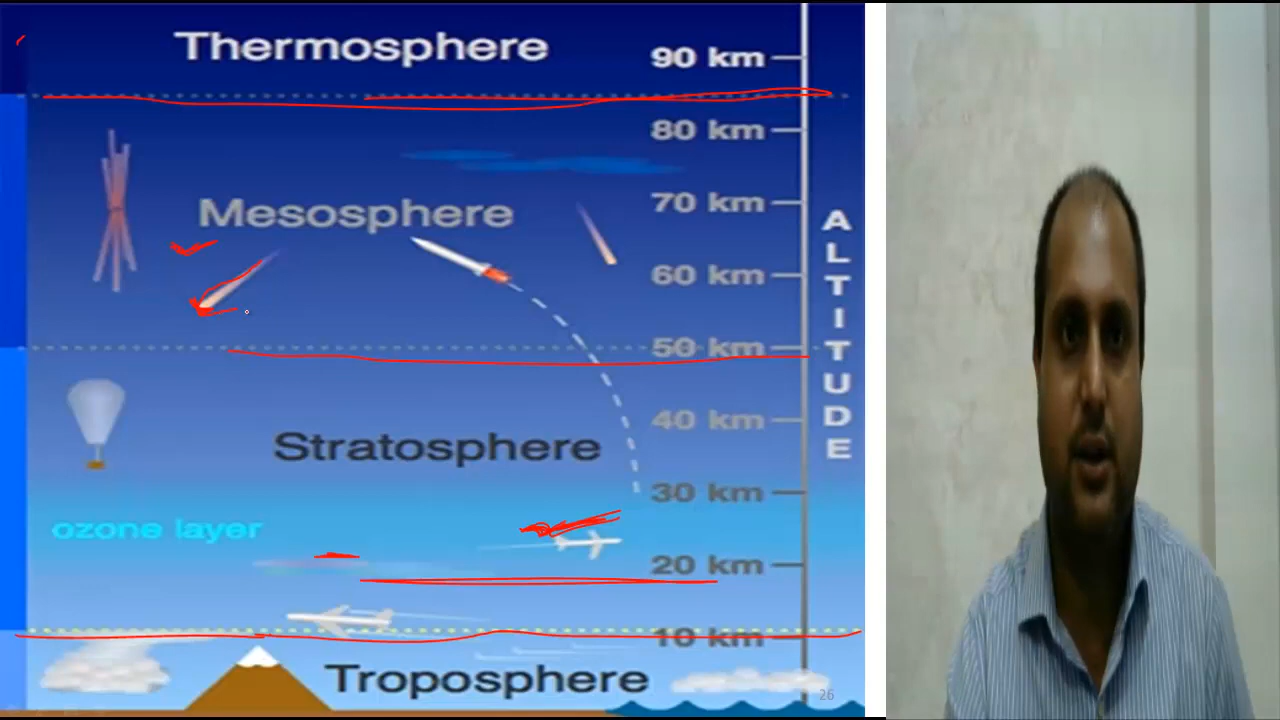 Thermosphere
90 km
80 km
Mesosphere
70 km
60 km
50 km
40 km
Stratosphere
30 km
ozone layer
20 km
10 km
Troposphere
ALTITUDE
26